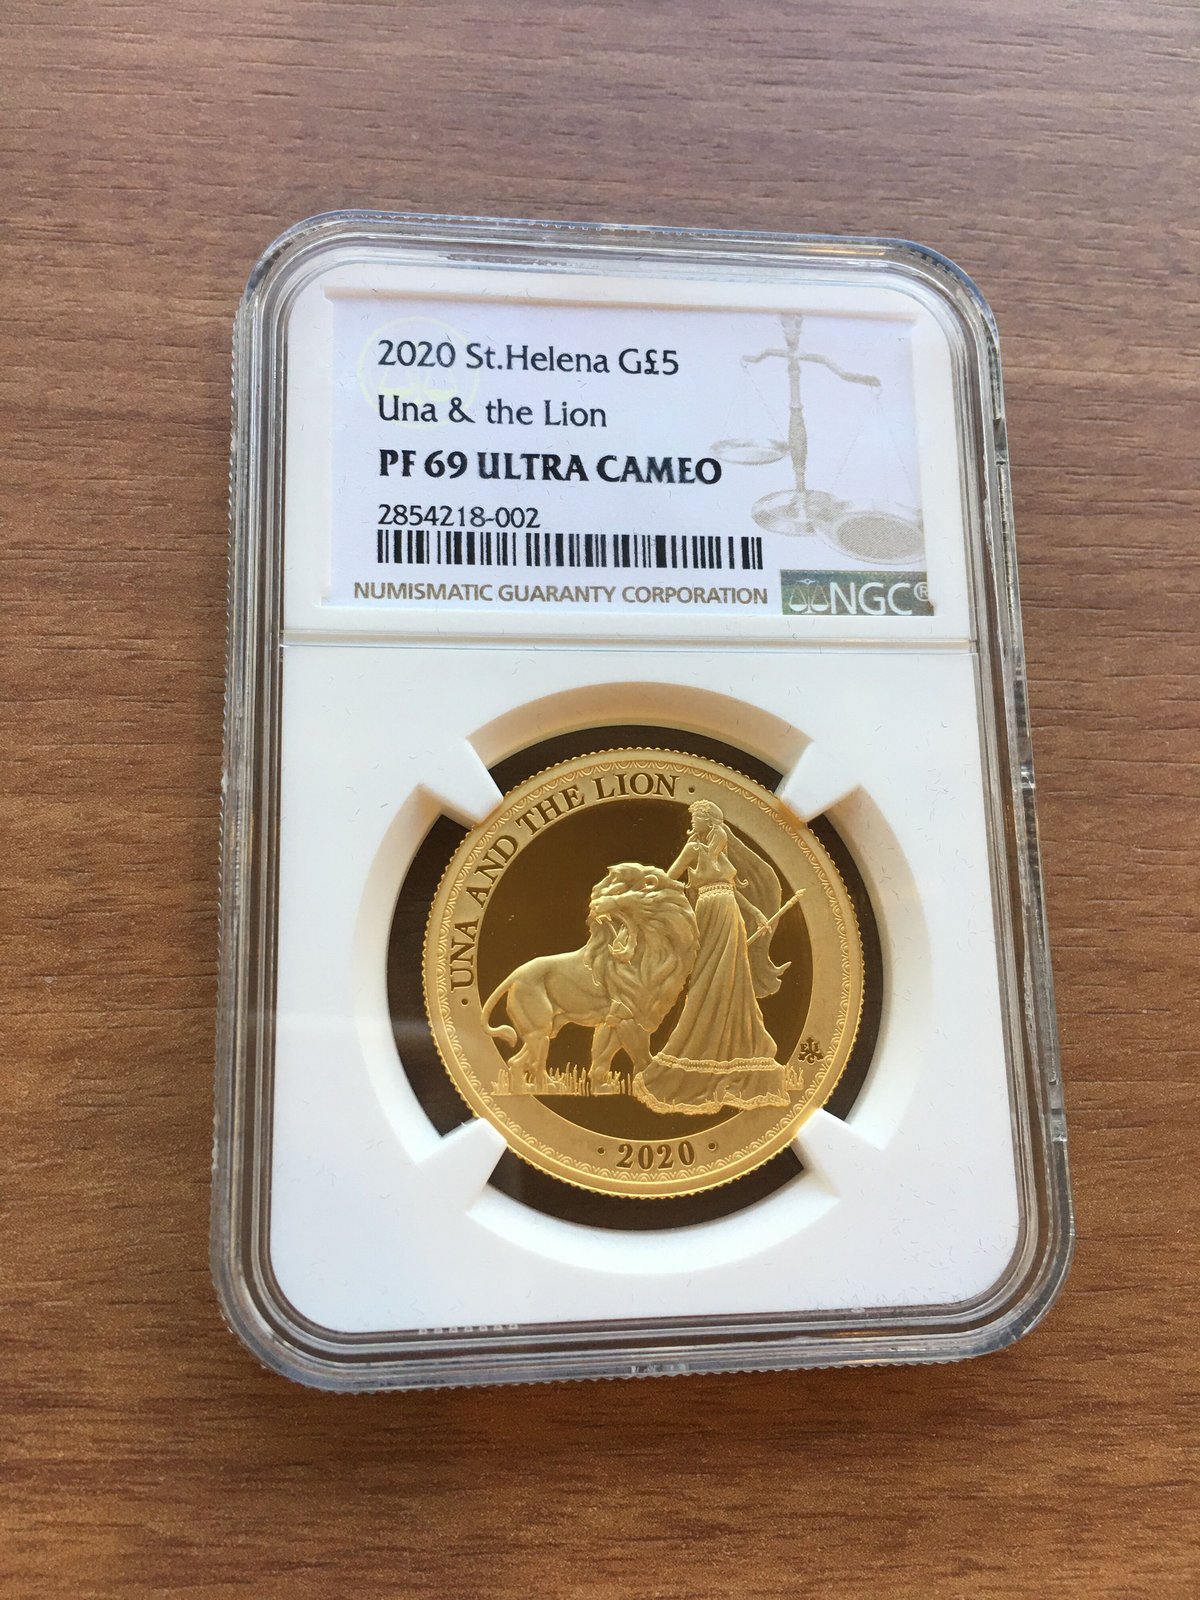 2020 St.Helena G£5
Una & the Lion
PF 69 ULTRA CAMEO
2854218-002
NUMISMATIC GUARANTY CORPORATION
NGC®
· UNA AND THE LION ·
EIC
· 2020 ·